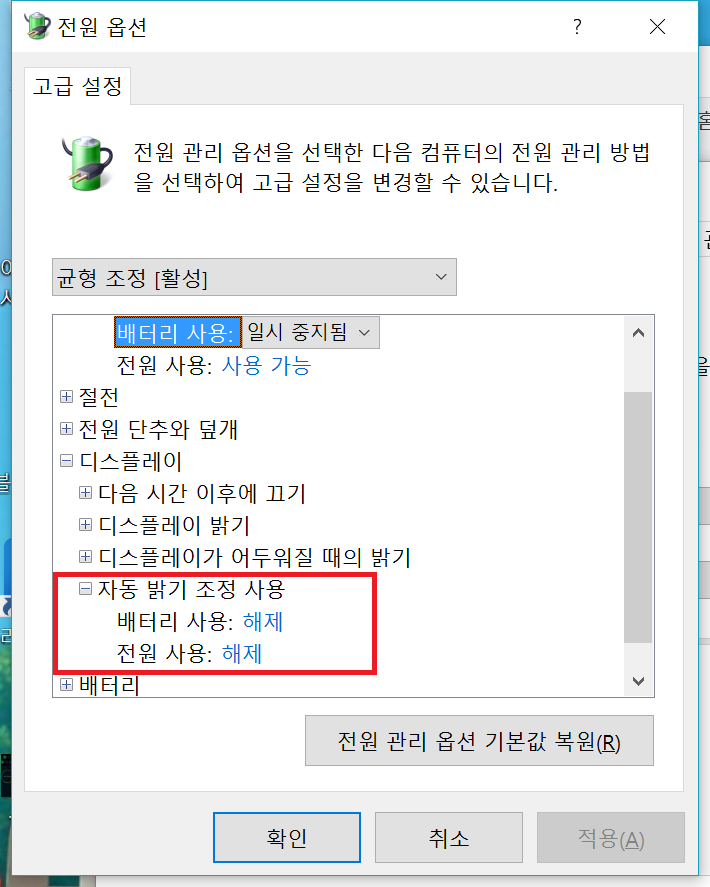 전원 옵션
고급 설정
전원 관리 옵션을 선택한 다음 컴퓨터의 전원 관리 방법
을 선택하여 고급 설정을 변경할 수 있습니다.
균형 조정 [활성]
배터리 사용: 일시 중지됨
전원 사용: 사용 가능
절전
전원 단추와 덮개
디스플레이
다음 시간 이후에 끄기
디스플레이 밝기
디스플레이가 어두워질 때의 밝기
자동 밝기 조정 사용
배터리 사용: 해제
전원 사용: 해제
배터리
전원 관리 옵션 기본값 복원(R)
확인
취소
적용(A)